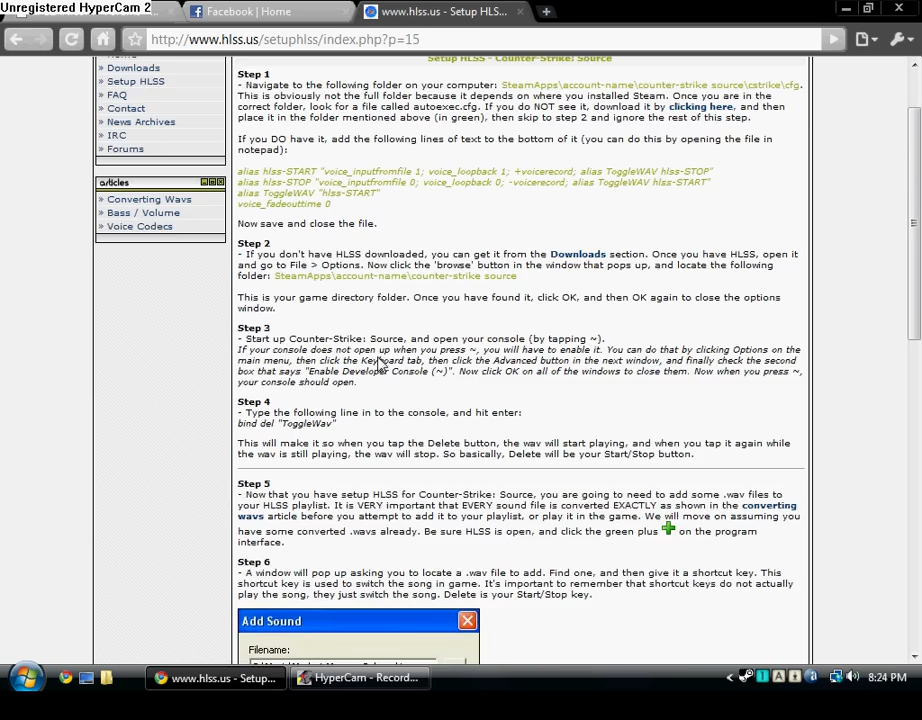 Unregistered HyperCam 2
Facebook | Home
www.hlss.us - Setup HLS...
http://www.hlss.us/setuphlss/index.php?p=15
» Downloads
» Setup HLSS
» FAQ
» Contact
» News Archives
» IRC
» Forums
articles
» Converting Wavs
» Bass / Volume
» Voice Codecs
Setup HLSS - Counter-Strike: Source
Step 1
- Navigate to the following folder on your computer: SteamApps\account-name\counter-strike source\cstrike\cfg.
This is obviously not the full folder because it depends on where you installed Steam. Once you are in the
correct folder, look for a file called autoexec.cfg. If you do NOT see it, download it by clicking here, and then
place it in the folder mentioned above (in green), then skip to step 2 and ignore the rest of this step.
If you DO have it, add the following lines of text to the bottom of it (you can do this by opening the file in
notepad):
alias hlss-START "voice_inputfromfile 1; voice_loopback 1; +voicerecord; alias ToggleWAV hlss-STOP"
alias hlss-STOP "voice_inputfromfile 0; voice_loopback 0; -voicerecord; alias ToggleWAV hlss-START"
alias ToggleWAV "hlss-START"
voice_fadeouttime 0
Now save and close the file.
Step 2
- If you don't have HLSS downloaded, you can get it from the Downloads section. Once you have HLSS, open it
and go to File > Options. Now click the 'browse' button in the window that pops up, and locate the following
folder: SteamApps\account-name\counter-strike source
This is your game directory folder. Once you have found it, click OK, and then OK again to close the options
window.
Step 3
- Start up Counter-Strike: Source, and open your console (by tapping ~).
If your console does not open up when you press ~, you will have to enable it. You can do that by clicking Options on the
main menu, then click the Keyboard tab, then click the Advanced button in the next window, and finally check the second
box that says "Enable Developer Console (~)". Now click OK on all of the windows to close them. Now when you press ~,
your console should open.
Step 4
- Type the following line in to the console, and hit enter:
bind del "ToggleWav"
This will make it so when you tap the Delete button, the wav will start playing, and when you tap it again while
the wav is still playing, the wav will stop. So basically, Delete will be your Start/Stop button.
Step 5
- Now that you have setup HLSS for Counter-Strike: Source, you are going to need to add some .wav files to
your HLSS playlist. It is VERY important that EVERY sound file is converted EXACTLY as shown in the converting
wavs article before you attempt to add it to your playlist, or play it in the game. We will move on assuming you
have some converted .wavs already. Be sure HLSS is open, and click the green plus on the program
interface.
Step 6
- A window will pop up asking you to locate a .wav file to add. Find one, and then give it a shortcut key. This
shortcut key is used to switch the song in game. It's important to remember that shortcut keys do not actually
play the song, they just switch the song. Delete is your Start/Stop key.
Add Sound
Filename:
www.hlss.us - Setup...
HyperCam - Record...
8:24 PM